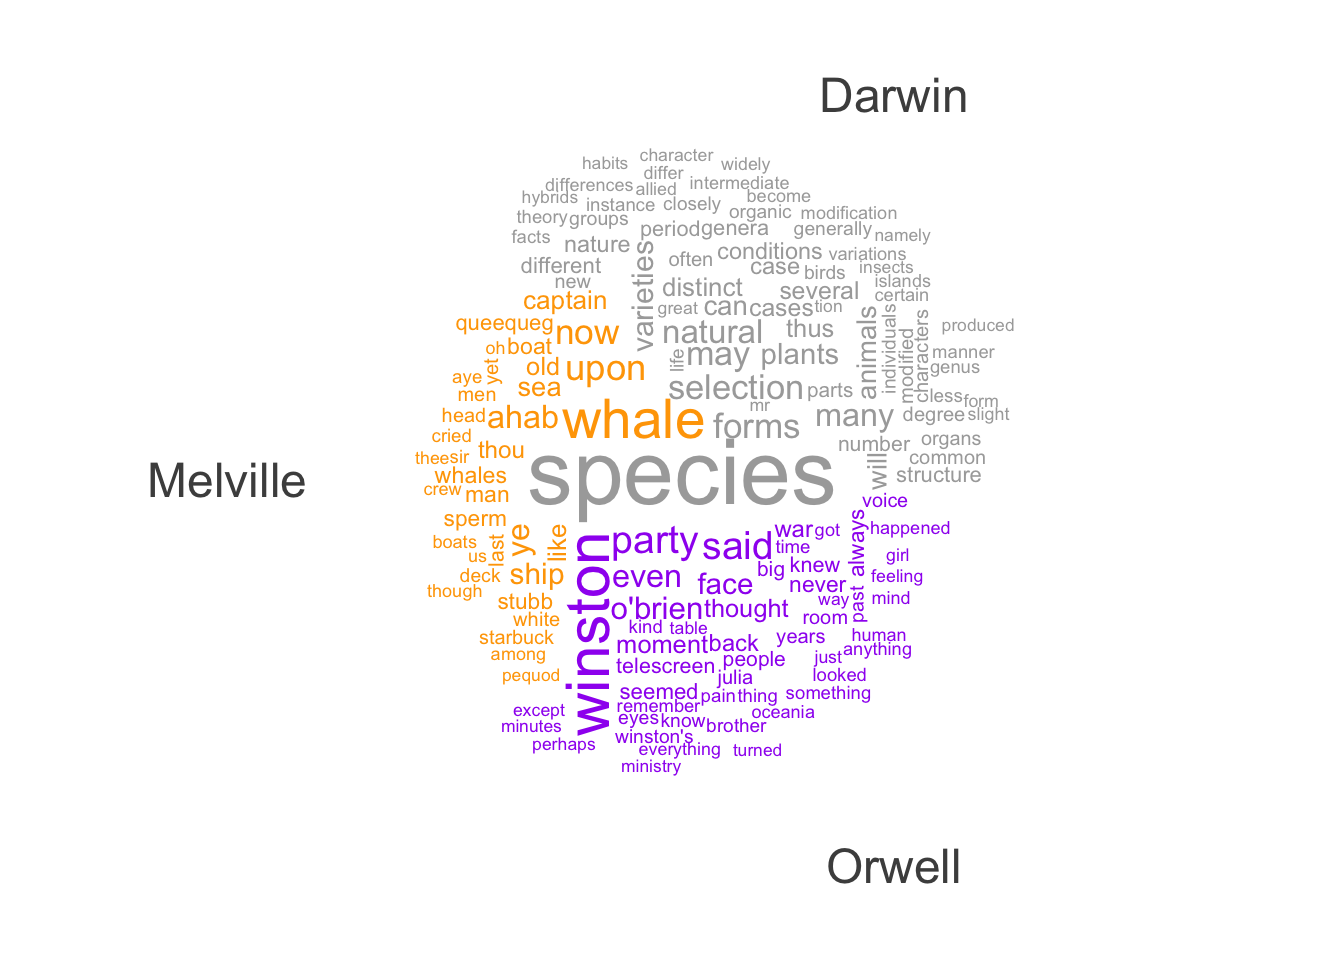 Darwin
habits character widely
differ
differences allied intermediate
hybrids instance closely organic become
theory groups period genera modification
facts nature generally namely
different often conditions variations
new varieties distinct case birds insects
captain great can cases several tion islands
certain
queequeg now natural thus animals individuals modified characters produced
oh boat life may plants manner
aye yet old upon genus
men sea selection parts cless form
head ahab whale mr forms many degree slight
cried thou number organs
thee sir species will common
whales structure
Melville
crew man
sperm voice
boats last ye like winston party said war got always happened
us time girl
deck ship even face big knew feeling
though never
stubb o'brien thought way past mind
white kind table room
starbuck moment back years human
among telescreen people just anything
pequod julia looked
seemed pain thing something
except remember oceania
minutes eyes know brother
perhaps winston's
everything turned
ministry
Orwell